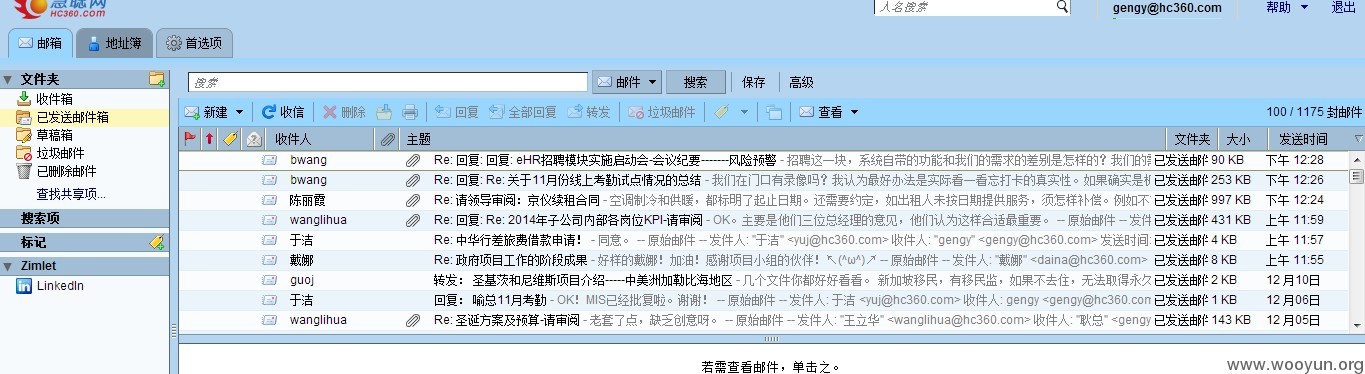 慧聪网
HC360.COM
人名搜索
gengy@hc360.com
帮助
退出
邮箱
地址簿
首选项
文件夹
收件箱
已发送邮件箱
草稿箱
垃圾邮件
已删除邮件
查找共享项...
搜索项
标记
Zimlet
LinkedIn
搜索
邮件
搜索
保存
高级
新建 收信 删除 回复 全部回复 转发 垃圾邮件 查看
100 / 1175 封邮件
收件人 主题 文件夹 大小 发送时间
bwang Re: 回复: 回复: eHR招聘模块实施启动会-会议纪要-------风险预警 - 招聘这一块，系统自带的功能和我们的需求的差别是怎样的？我们的 已发送邮件 90 KB 下午 12:28
bwang Re: 回复: Re: 关于11月份线上考勤试点情况的总结 - 我们在门口有录像吗？我认为最好办法是实际看一看忘打卡的真实性。如果确实是 已发送邮件 253 KB 下午 12:26
陈丽霞 Re: 请领导审阅：京仪续租合同 - 空调制冷和供暖，都标明了起止日期。还需要约定，如出租人未按日期提供服务，须怎样补偿。例如不 已发送邮件 997 KB 下午 12:24
wanglihua Re: 回复: Re: 2014年子公司内部各岗位KPI-请审阅 - OK。主要是他们三位总经理的意见，他们认为这样合适最重要。 -- 原始邮件 -- 发件 已发送邮件 431 KB 上午 11:59
于洁 Re: 中华行差旅费借款申请！ - 同意。 -- 原始邮件 -- 发件人: "于洁" <yuj@hc360.com> 收件人: "gengy" <gengy@hc360.com> 发送时间: 已发送邮件 4 KB 上午 11:57
戴娜 Re: 政府项目工作的阶段成果 - 好样的戴娜！加油！感谢项目小组的伙伴！↖(^ω^)↗ -- 原始邮件 -- 发件人: "戴娜" <daina@hc360.com> 收 已发送邮件 8 KB 上午 11:55
guoj 转发： 圣基茨和尼维斯项目介绍-----中美洲加勒比海地区 - 几个文件你都好好看看。 新加坡移民，有移民监，如果不去住，无法取得永久 已发送邮件 2 KB 12月10日
于洁 回复： 喻总11月考勤 - OK！MIS已经批复啦。谢谢！ -- 原始邮件 -- 发件人: 于洁 <yuj@hc360.com> 收件人: gengy <gengy@hc360.com> 已发送邮件 1 KB 12月06日
wanglihua Re: 圣诞方案及预算-请审阅 - 老套了点，缺乏创意呀。 -- 原始邮件 -- 发件人: "王立华" <wanglihua@hc360.com> 收件人: "耿总" <gengy 已发送邮件 143 KB 12月05日
若需查看邮件，单击之。
www.wooyun.org